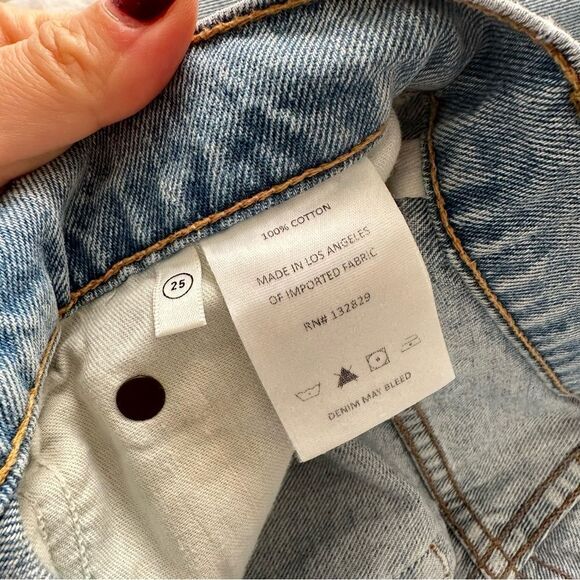 100% COTTON
MADE IN LOS ANGELES
OF IMPORTED FABRIC
RN# 132829
DENIM MAY BLEED
25